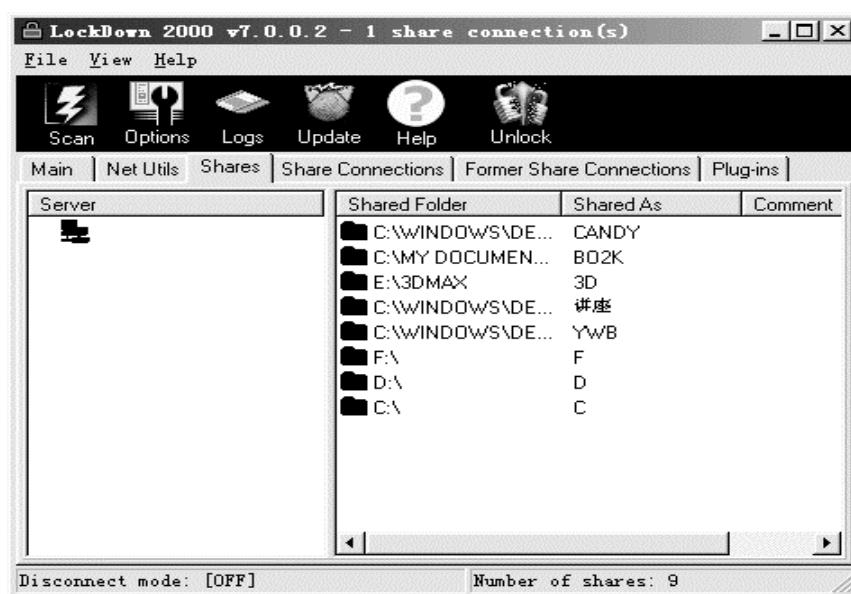 LockDown 2000 v7.0.0.2 - 1 share connection(s)
File View Help
Scan Options Logs Update Help Unlock
Main Net Utils Shares Share Connections Former Share Connections Plug-ins
Server Shared Folder Shared As Comment
C:\WINDOWS\DE... CANDY
C:\MY DOCUMEN... BO2K
E:\3DMAX 3D
C:\WINDOWS\DE... 讲座
C:\WINDOWS\DE... YWB
F:\ F
D:\ D
C:\ C
Disconnect mode: [OFF] Number of shares: 9